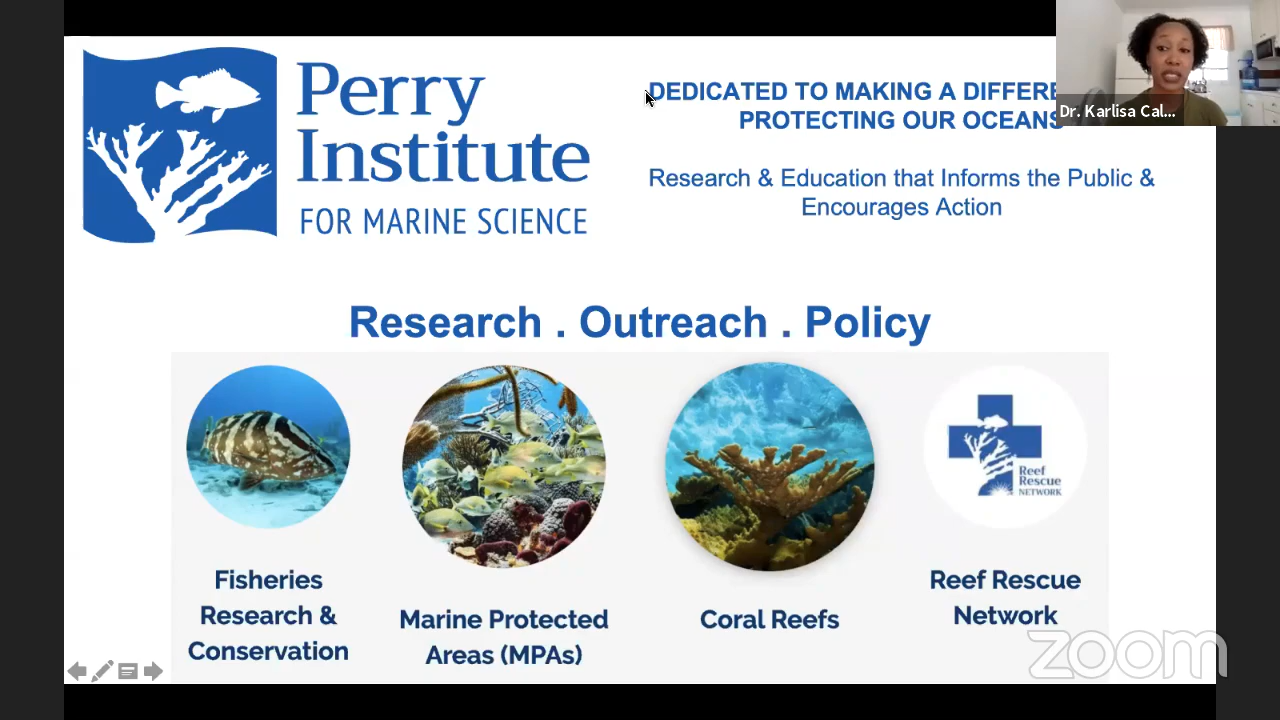 Perry
Institute
FOR MARINE SCIENCE
DEDICATED TO MAKING A DIFFERE
PROTECTING OUR OCEANS
Research & Education that Informs the Public &
Encourages Action
Dr. Karlisa Cal...
Research . Outreach . Policy
Reef
Rescue
NETWORK
Fisheries
Research &
Conservation
Marine Protected
Areas (MPAs)
Coral Reefs
Reef Rescue
Network
zoom